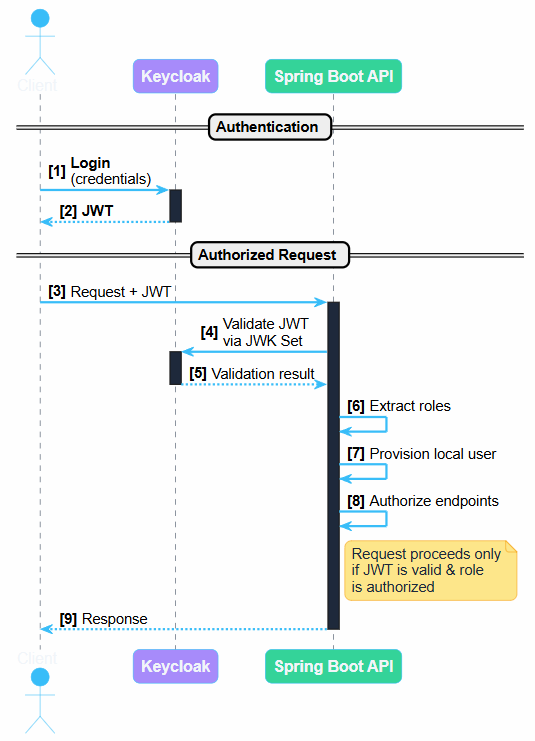 Client
Keycloak
Spring Boot API
Authentication
[1] Login
(credentials)
[2] JWT
Authorized Request
[3] Request + JWT
[4] Validate JWT
via JWK Set
[5] Validation result
[6] Extract roles
[7] Provision local user
[8] Authorize endpoints
Request proceeds only
if JWT is valid & role
is authorized
[9] Response
Client
Keycloak
Spring Boot API